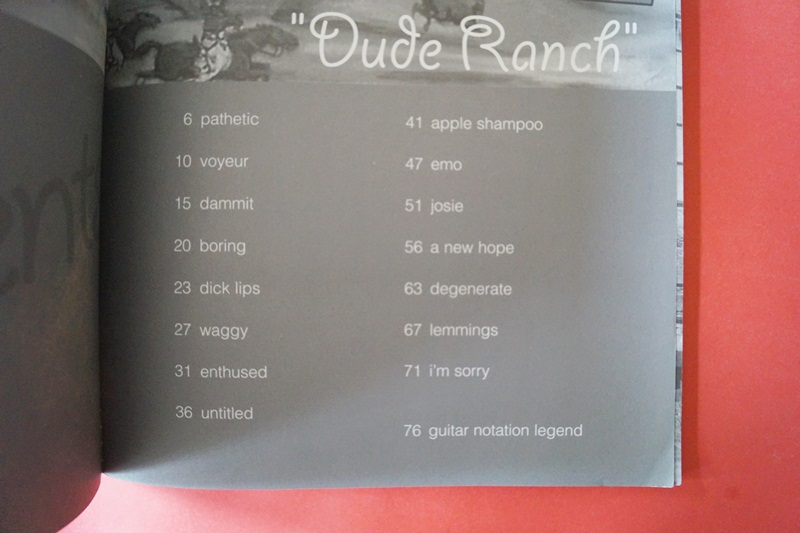 "Dude Ranch"
6 pathetic
10 voyeur
15 dammit
20 boring
23 dick lips
27 waggy
31 enthused
36 untitled
41 apple shampoo
47 emo
51 josie
56 a new hope
63 degenerate
67 lemmings
71 i'm sorry
76 guitar notation legend